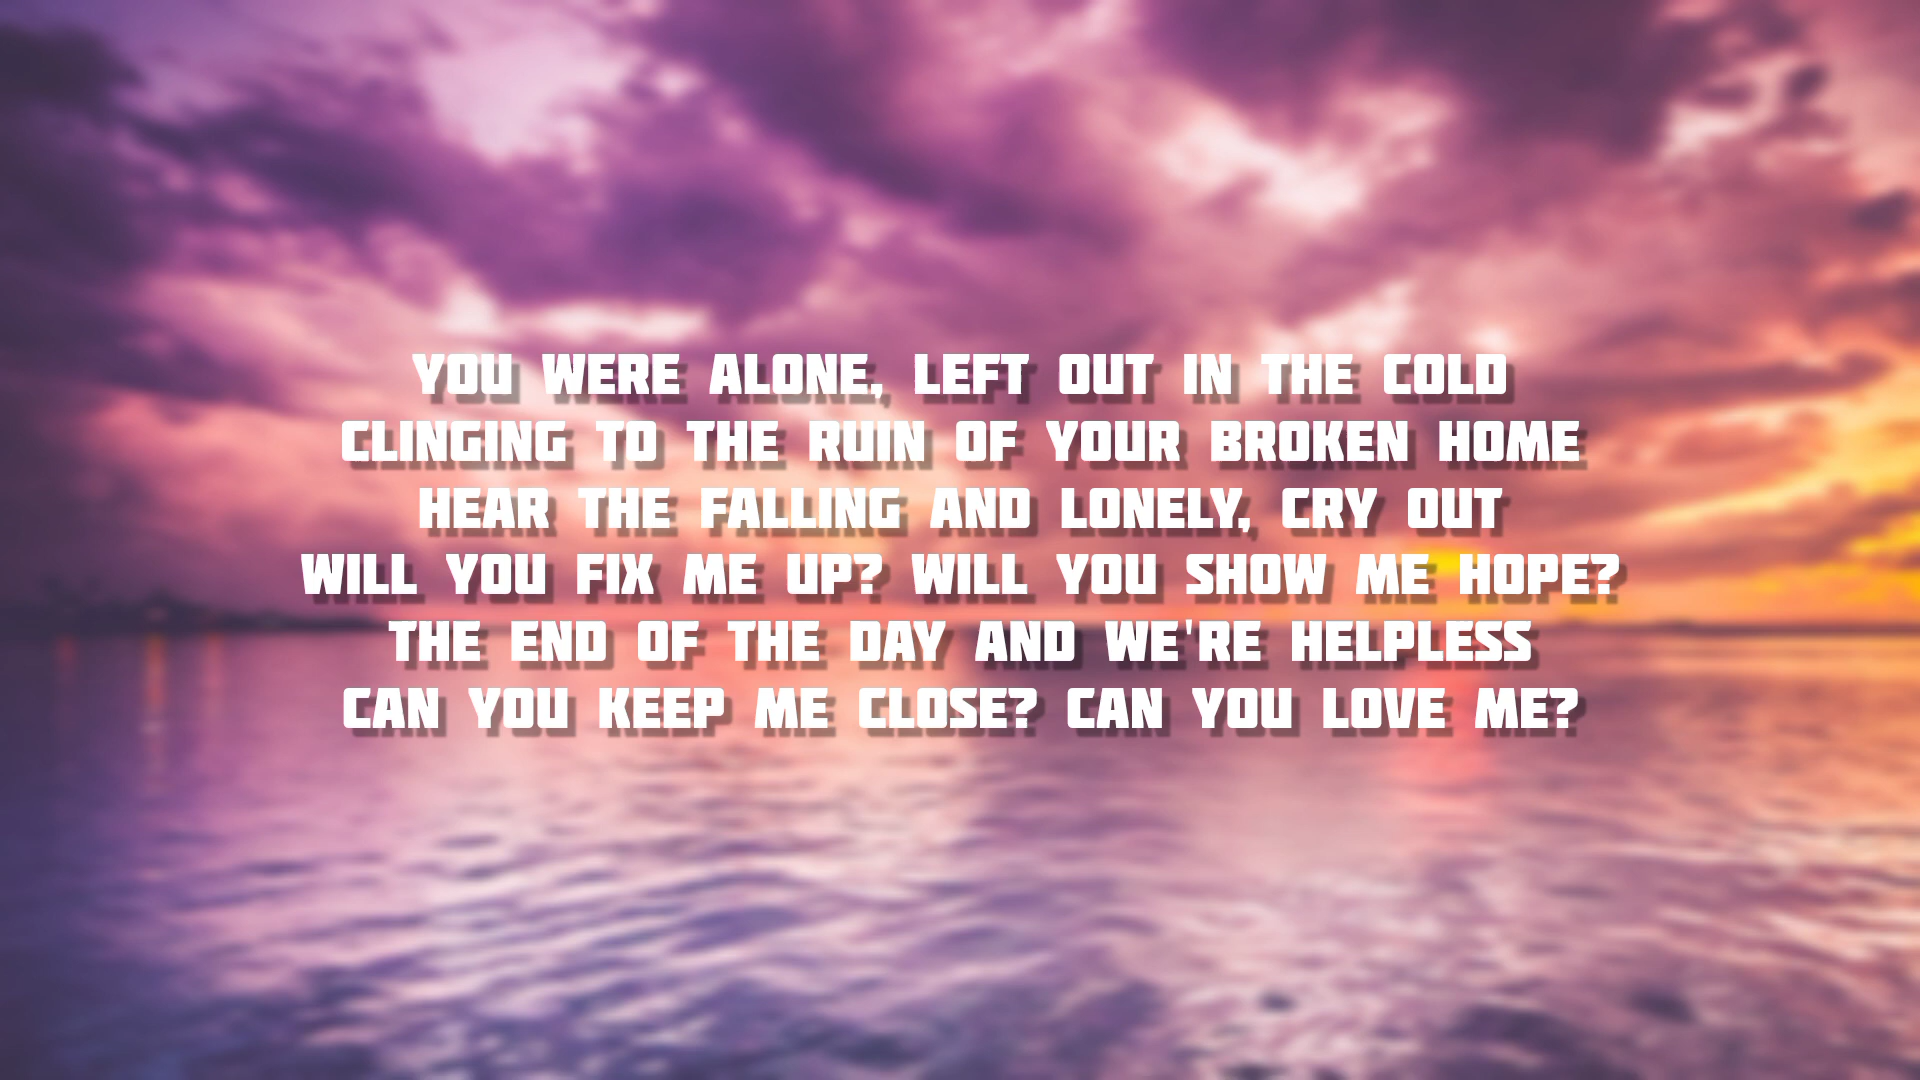 YOU WERE ALONE, LEFT OUT IN THE COLD
CLINGING TO THE RUIN OF YOUR BROKEN HOME
HEAR THE FALLING AND LONELY, CRY OUT
WILL YOU FIX ME UP? WILL YOU SHOW ME HOPE?
THE END OF THE DAY AND WE'RE HELPLESS
CAN YOU KEEP ME CLOSE? CAN YOU LOVE ME?